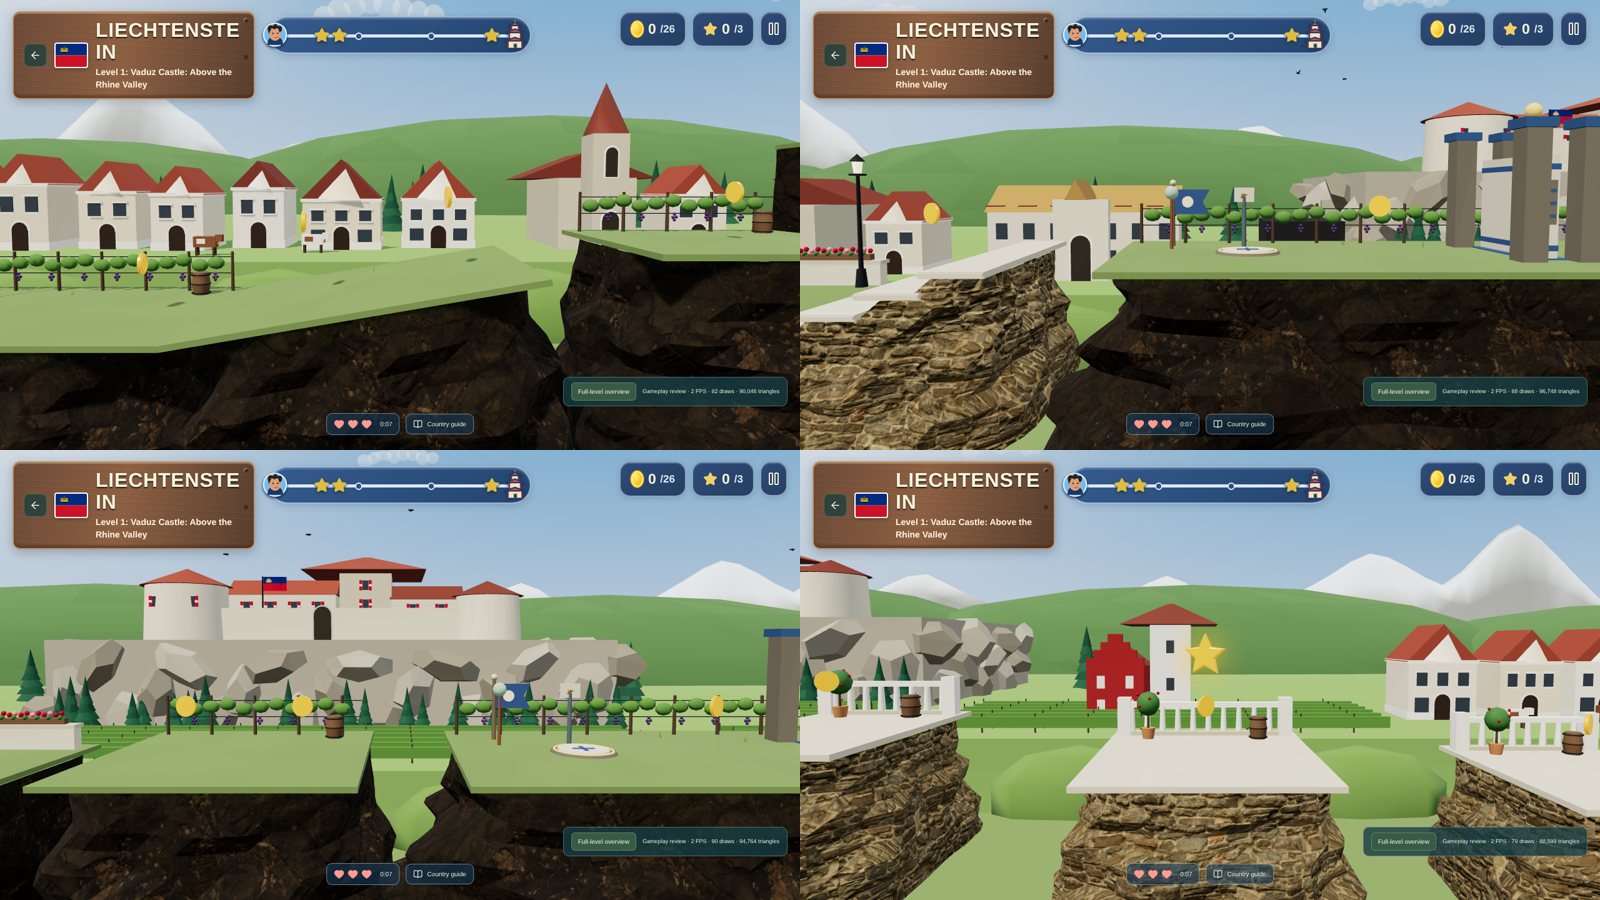 LIECHTENSTE
IN
Level 1: Vaduz Castle: Above the
Rhine Valley
0 /26
0 /3
Full-level overview
Gameplay review · 2 FPS · 82 draws · 90,046 triangles
0:07
Country guide
LIECHTENSTE
IN
Level 1: Vaduz Castle: Above the
Rhine Valley
0 /26
0 /3
Full-level overview
Gameplay review · 2 FPS · 88 draws · 96,748 triangles
0:07
Country guide
LIECHTENSTE
IN
Level 1: Vaduz Castle: Above the
Rhine Valley
0 /26
0 /3
Full-level overview
Gameplay review · 2 FPS · 90 draws · 94,764 triangles
0:07
Country guide
LIECHTENSTE
IN
Level 1: Vaduz Castle: Above the
Rhine Valley
0 /26
0 /3
Full-level overview
Gameplay review · 2 FPS · 79 draws · 88,599 triangles
0:07
Country guide